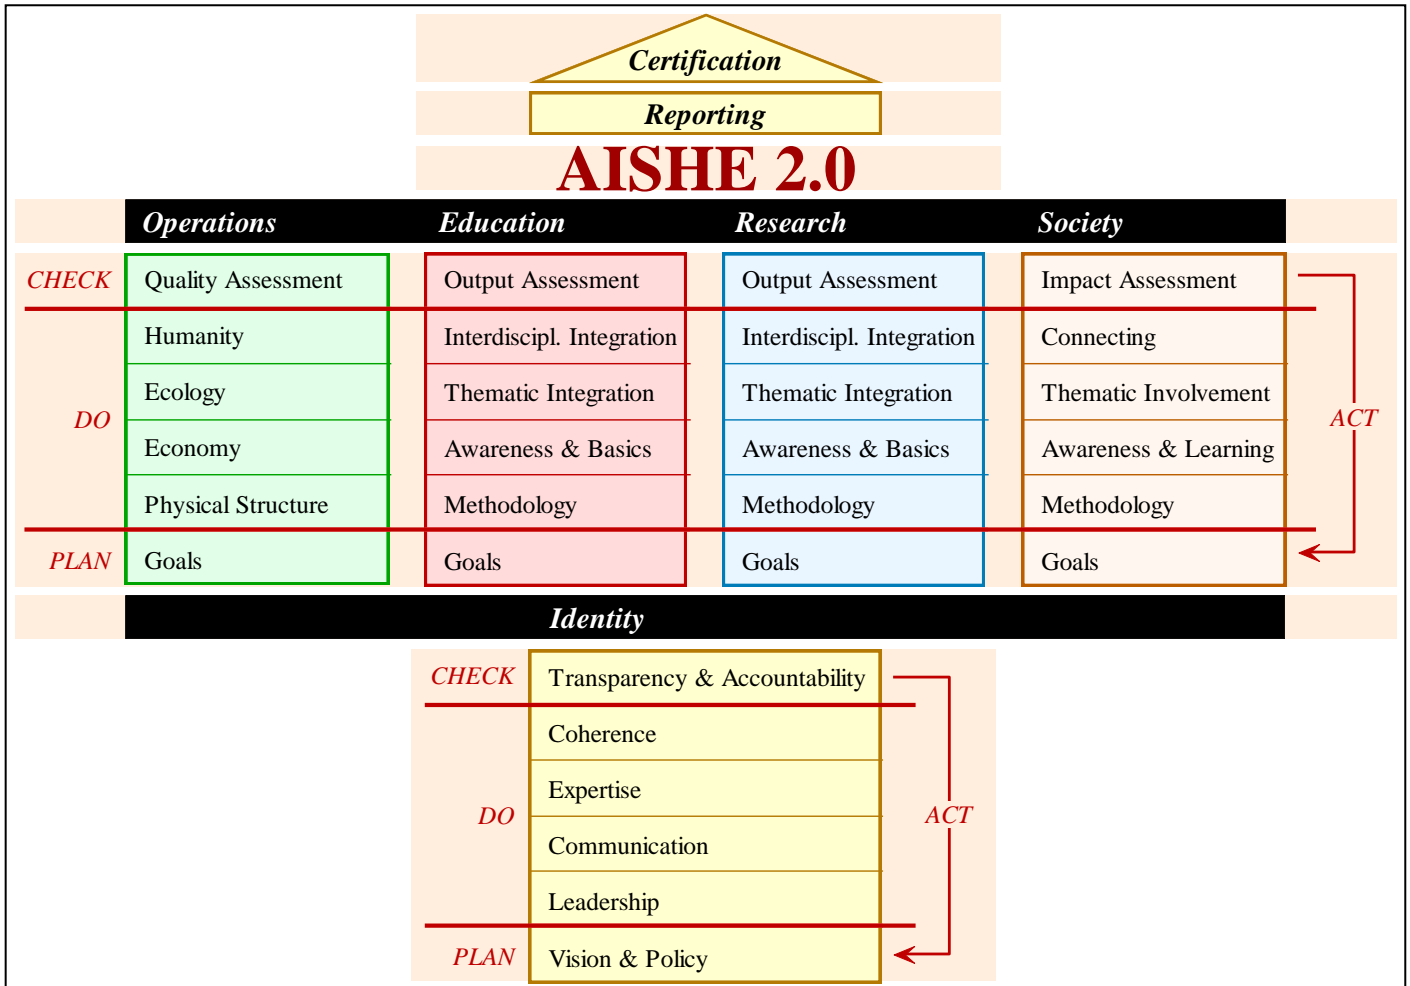 Certification
Reporting
AISHE 2.0
Operations Education Research Society
CHECK Quality Assessment Output Assessment Output Assessment Impact Assessment
Humanity Interdiscipl. Integration Interdiscipl. Integration Connecting
Ecology Thematic Integration Thematic Integration Thematic Involvement
DO ACT
Economy Awareness & Basics Awareness & Basics Awareness & Learning
Physical Structure Methodology Methodology Methodology
PLAN Goals Goals Goals Goals
Identity
CHECK Transparency & Accountability
Coherence
Expertise
DO ACT
Communication
Leadership
PLAN Vision & Policy